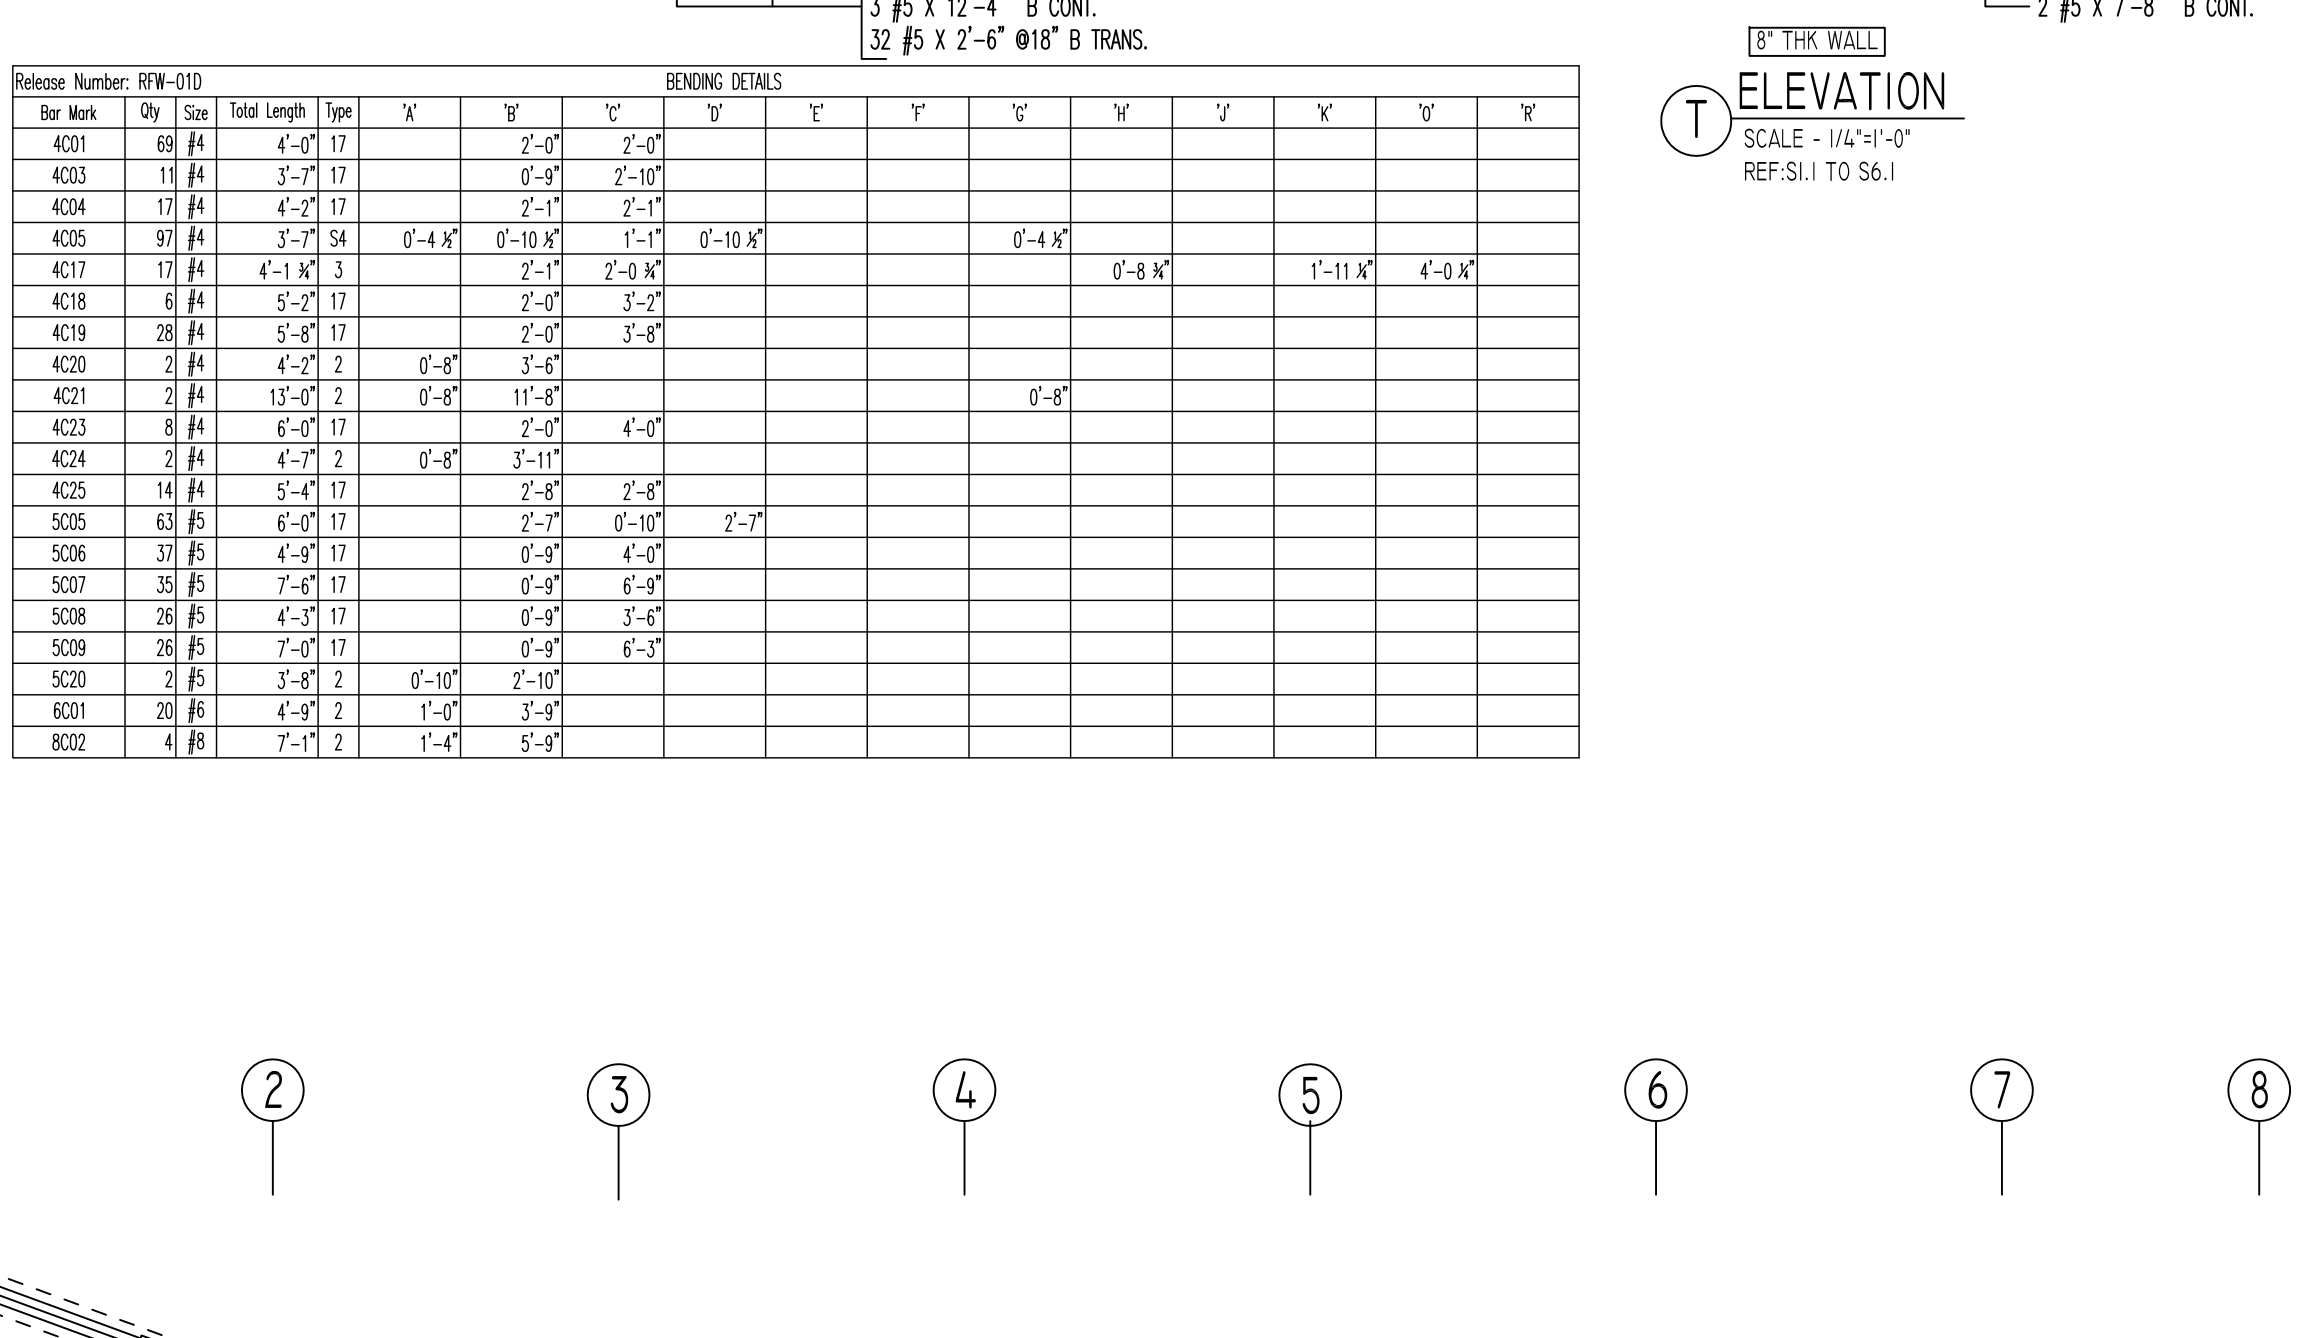 3 #5 X 12'-4" B CONT.
32 #5 X 2'-6" @18" B TRANS.
2 #5 X 7'-8" B CONT.
8" THK WALL
T ELEVATION
SCALE - 1/4"=1'-0"
REF:S1.1 TO S6.1
Release Number: RFW-01D BENDING DETAILS
Bar Mark Qty Size Total Length Type 'A' 'B' 'C' 'D' 'E' 'F' 'G' 'H' 'J' 'K' 'O' 'R'
4C01 69 #4 4'-0" 17 2'-0" 2'-0"
4C03 11 #4 3'-7" 17 0'-9" 2'-10"
4C04 17 #4 4'-2" 17 2'-1" 2'-1"
4C05 97 #4 3'-7" S4 0'-4 ½" 0'-10 ½" 1'-1" 0'-10 ½" 0'-4 ½"
4C17 17 #4 4'-1 ¾" 3 2'-1" 2'-0 ¾" 0'-8 ¾" 1'-11 ¼" 4'-0 ¼"
4C18 6 #4 5'-2" 17 2'-0" 3'-2"
4C19 28 #4 5'-8" 17 2'-0" 3'-8"
4C20 2 #4 4'-2" 2 0'-8" 3'-6"
4C21 2 #4 13'-0" 2 0'-8" 11'-8" 0'-8"
4C23 8 #4 6'-0" 17 2'-0" 4'-0"
4C24 2 #4 4'-7" 2 0'-8" 3'-11"
4C25 14 #4 5'-4" 17 2'-8" 2'-8"
5C05 63 #5 6'-0" 17 2'-7" 0'-10" 2'-7"
5C06 37 #5 4'-9" 17 0'-9" 4'-0"
5C07 35 #5 7'-6" 17 0'-9" 6'-9"
5C08 26 #5 4'-3" 17 0'-9" 3'-6"
5C09 26 #5 7'-0" 17 0'-9" 6'-3"
5C20 2 #5 3'-8" 2 0'-10" 2'-10"
6C01 20 #6 4'-9" 2 1'-0" 3'-9"
8C02 4 #8 7'-1" 2 1'-4" 5'-9"
2 3 4 5 6 7 8